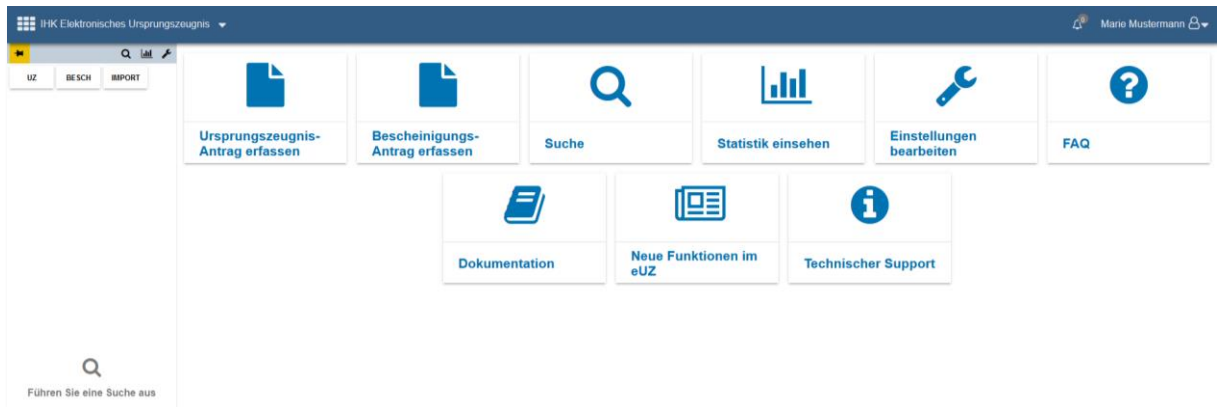 IHK Elektronisches Ursprungszeugnis
Marie Mustermann
UZ BESCH IMPORT
Ursprungszeugnis-
Antrag erfassen
Bescheinigungs-
Antrag erfassen
Suche
Statistik einsehen
Einstellungen
bearbeiten
FAQ
Dokumentation
Neue Funktionen im
eUZ
Technischer Support
Führen Sie eine Suche aus